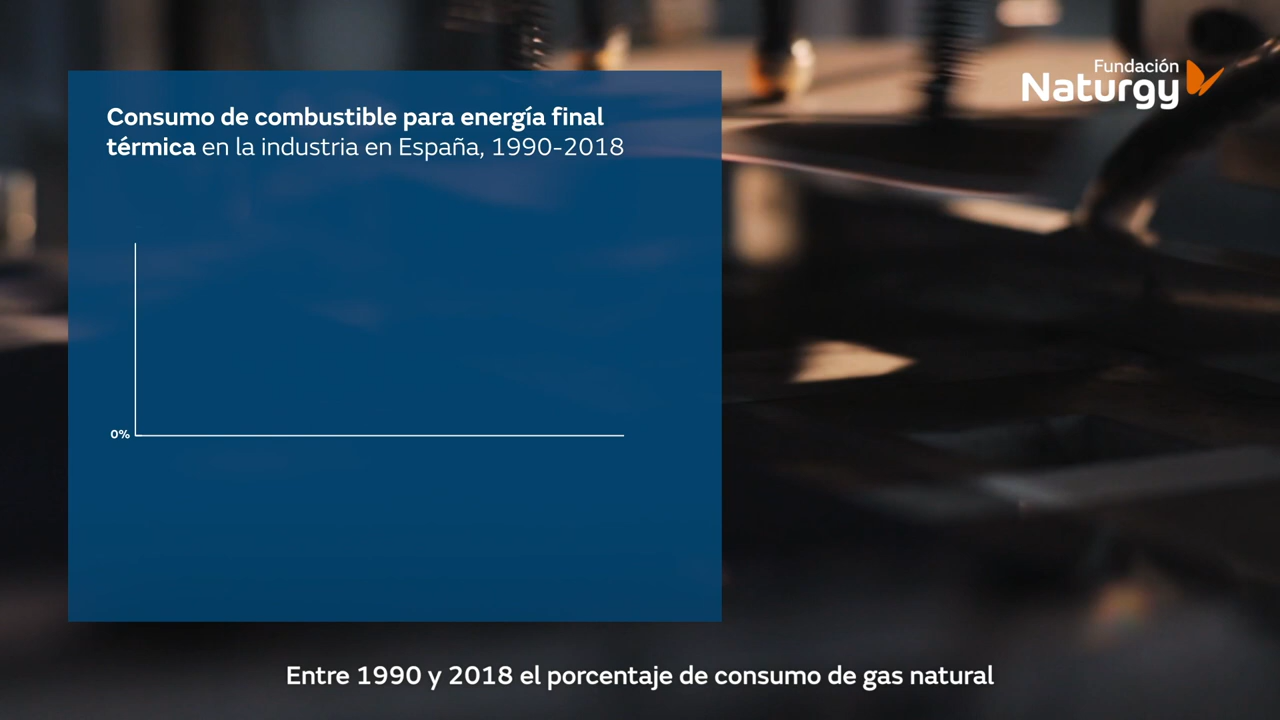 Fundación
Naturgy
Consumo de combustible para energía final
térmica en la industria en España, 1990-2018
0%
Entre 1990 y 2018 el porcentaje de consumo de gas natural